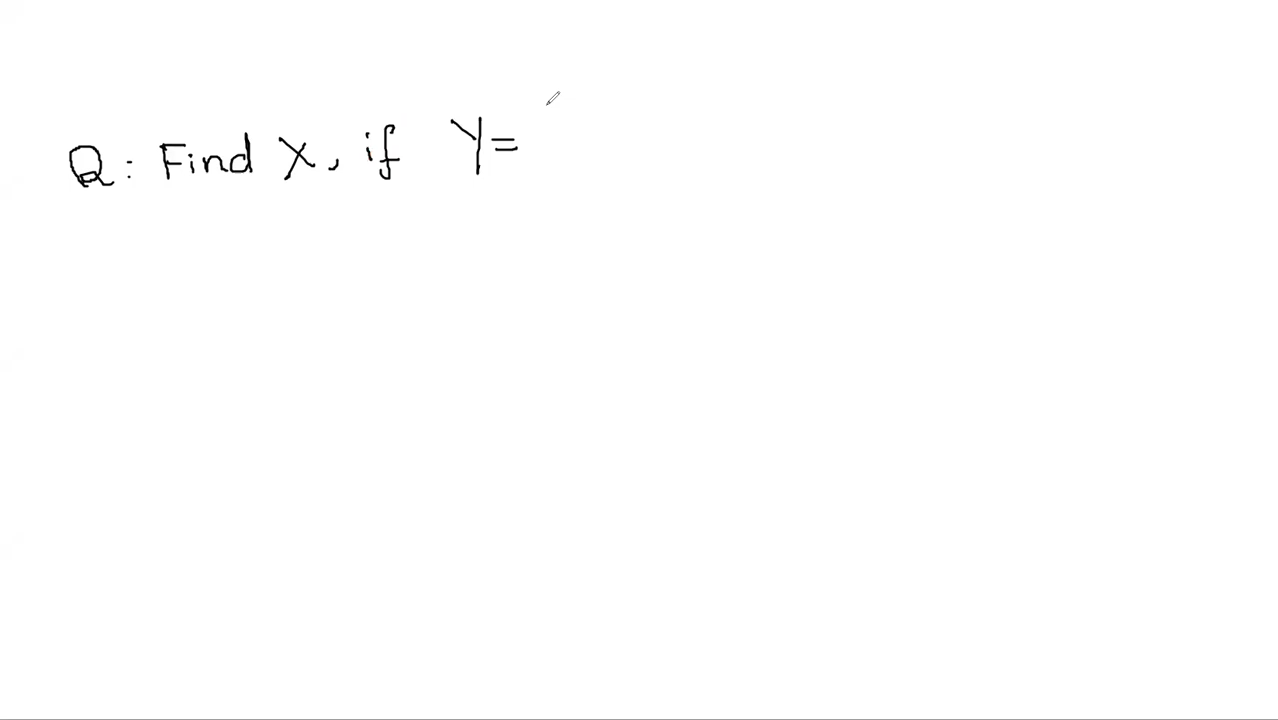 Q: Find X, if Y=